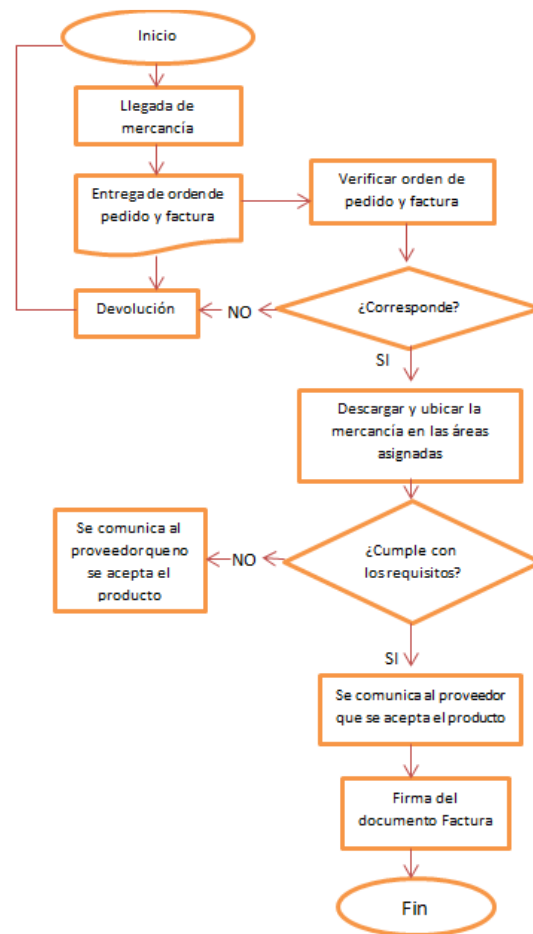 Inicio
Llegada de
mercancía
Entrega de orden de
pedido y factura
Verificar orden de
pedido y factura
Devolución
NO
¿Corresponde?
SI
Descargar y ubicar la
mercancía en las áreas
asignadas
Se comunica al
proveedor que no
se acepta el
producto
NO
¿Cumple con
los requisitos?
SI
Se comunica al proveedor
que se acepta el producto
Firma del
documento Factura
Fin